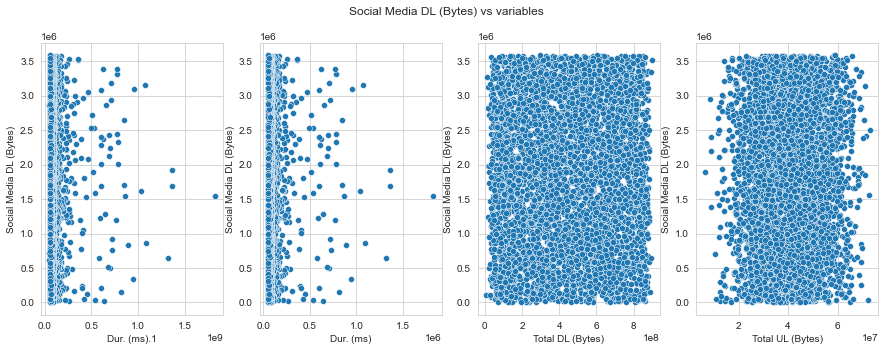 Social Media DL (Bytes) vs variables
1e6
3.5
3.0
2.5
2.0
1.5
1.0
0.5
0.0
Social Media DL (Bytes)
0.0 0.5 1.0 1.5
Dur. (ms).1
1e9
1e6
3.5
3.0
2.5
2.0
1.5
1.0
0.5
0.0
Social Media DL (Bytes)
0.0 0.5 1.0 1.5
Dur. (ms)
1e6
1e6
3.5
3.0
2.5
2.0
1.5
1.0
0.5
0.0
Social Media DL (Bytes)
0 2 4 6 8
Total DL (Bytes)
1e8
1e6
3.5
3.0
2.5
2.0
1.5
1.0
0.5
0.0
Social Media DL (Bytes)
2 4 6
Total UL (Bytes)
1e7